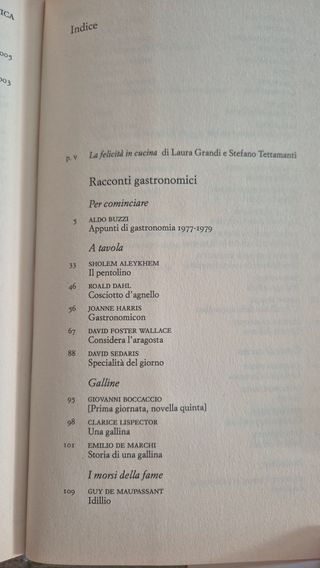 ICA
005
003
Indice
p. V La felicità in cucina di Laura Grandi e Stefano Tettamanti
Racconti gastronomici
Per cominciare
5 ALDO BUZZI
Appunti di gastronomia 1977-1979
A tavola
33 SHOLEM ALEYKHEM
Il pentolino
46 ROALD DAHL
Cosciotto d'agnello
56 JOANNE HARRIS
Gastronomicon
67 DAVID FOSTER WALLACE
Considera l'aragosta
88 DAVID SEDARIS
Specialità del giorno
Galline
95 GIOVANNI BOCCACCIO
[Prima giornata, novella quinta]
98 CLARICE LISPECTOR
Una gallina
101 EMILIO DE MARCHI
Storia di una gallina
I morsi della fame
109 GUY DE MAUPASSANT
Idillio